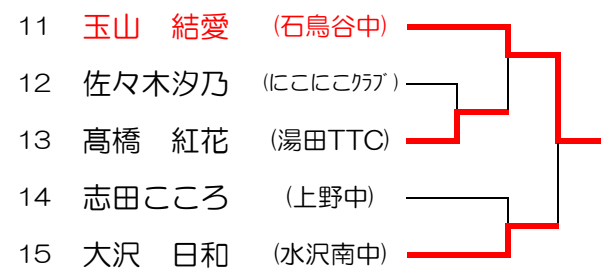 11 玉山 結愛 (石鳥谷中)
12 佐々木汐乃 (にこにこｸﾗﾌﾞ)
13 髙橋 紅花 (湯田TTC)
14 志田こころ (上野中)
15 大沢 日和 (水沢南中)